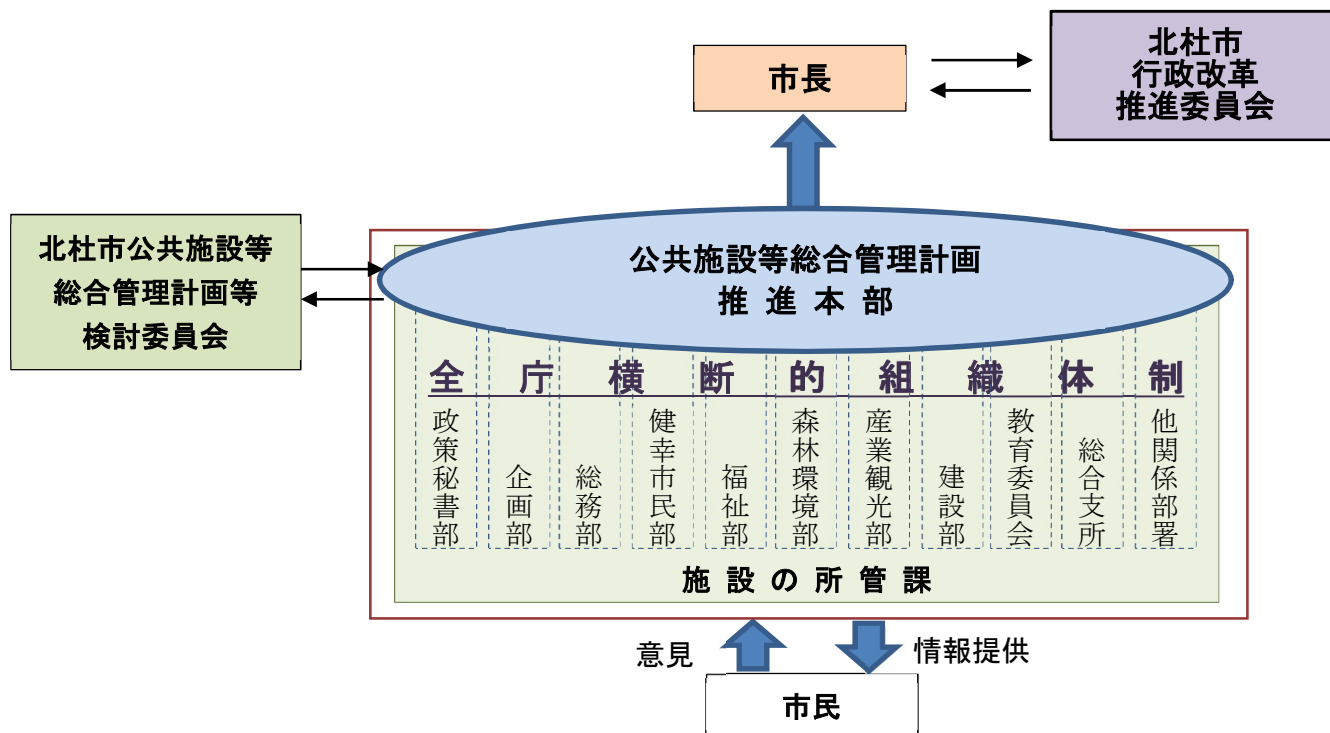 市長
北杜市
行政改革
推進委員会
北杜市公共施設等
総合管理計画等
検討委員会
公共施設等総合管理計画
推進本部
全庁横断的組織体制
政策秘書部
企画部
総務部
健幸市民部
福祉部
森林環境部
産業観光部
建設部
教育委員会
総合支所
他関係部署
施設の所管課
意見
情報提供
市民